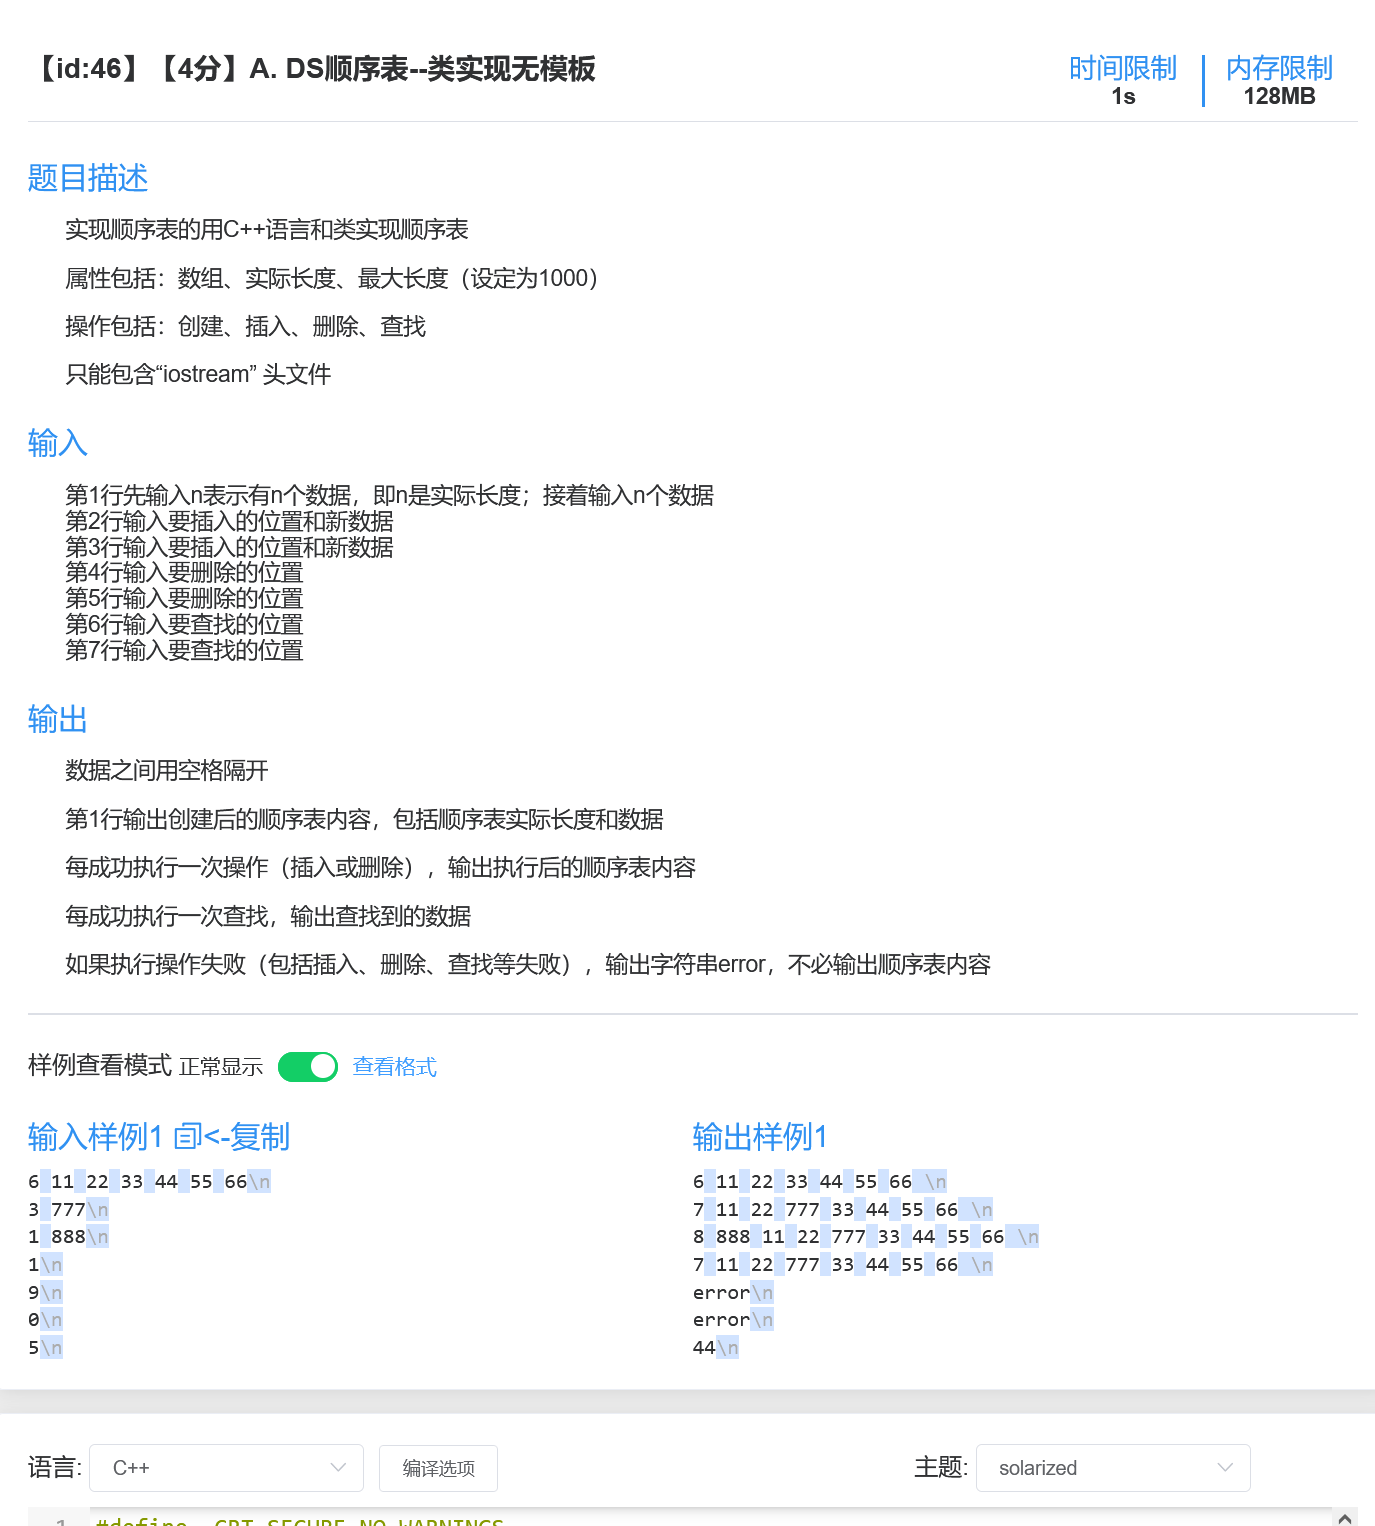 【id:46】【4分】A. DS顺序表--类实现无模板
时间限制
1s
内存限制
128MB
题目描述
实现顺序表的用C++语言和类实现顺序表
属性包括：数组、实际长度、最大长度（设定为1000）
操作包括：创建、插入、删除、查找
只能包含“iostream” 头文件
输入
第1行先输入n表示有n个数据，即n是实际长度；接着输入n个数据
第2行输入要插入的位置和新数据
第3行输入要插入的位置和新数据
第4行输入要删除的位置
第5行输入要删除的位置
第6行输入要查找的位置
第7行输入要查找的位置
输出
数据之间用空格隔开
第1行输出创建后的顺序表内容，包括顺序表实际长度和数据
每成功执行一次操作（插入或删除），输出执行后的顺序表内容
每成功执行一次查找，输出查找到的数据
如果执行操作失败（包括插入、删除、查找等失败），输出字符串error，不必输出顺序表内容
样例查看模式 正常显示 查看格式
输入样例1 <-复制
6 11 22 33 44 55 66\n
3 777\n
1 888\n
1\n
9\n
0\n
5\n
输出样例1
6 11 22 33 44 55 66 \n
7 11 22 777 33 44 55 66 \n
8 888 11 22 777 33 44 55 66 \n
7 11 22 777 33 44 55 66 \n
error\n
error\n
44\n
语言: C++ 编译选项 主题: solarized
1 #define _CRT_SECURE_NO_WARNINGS